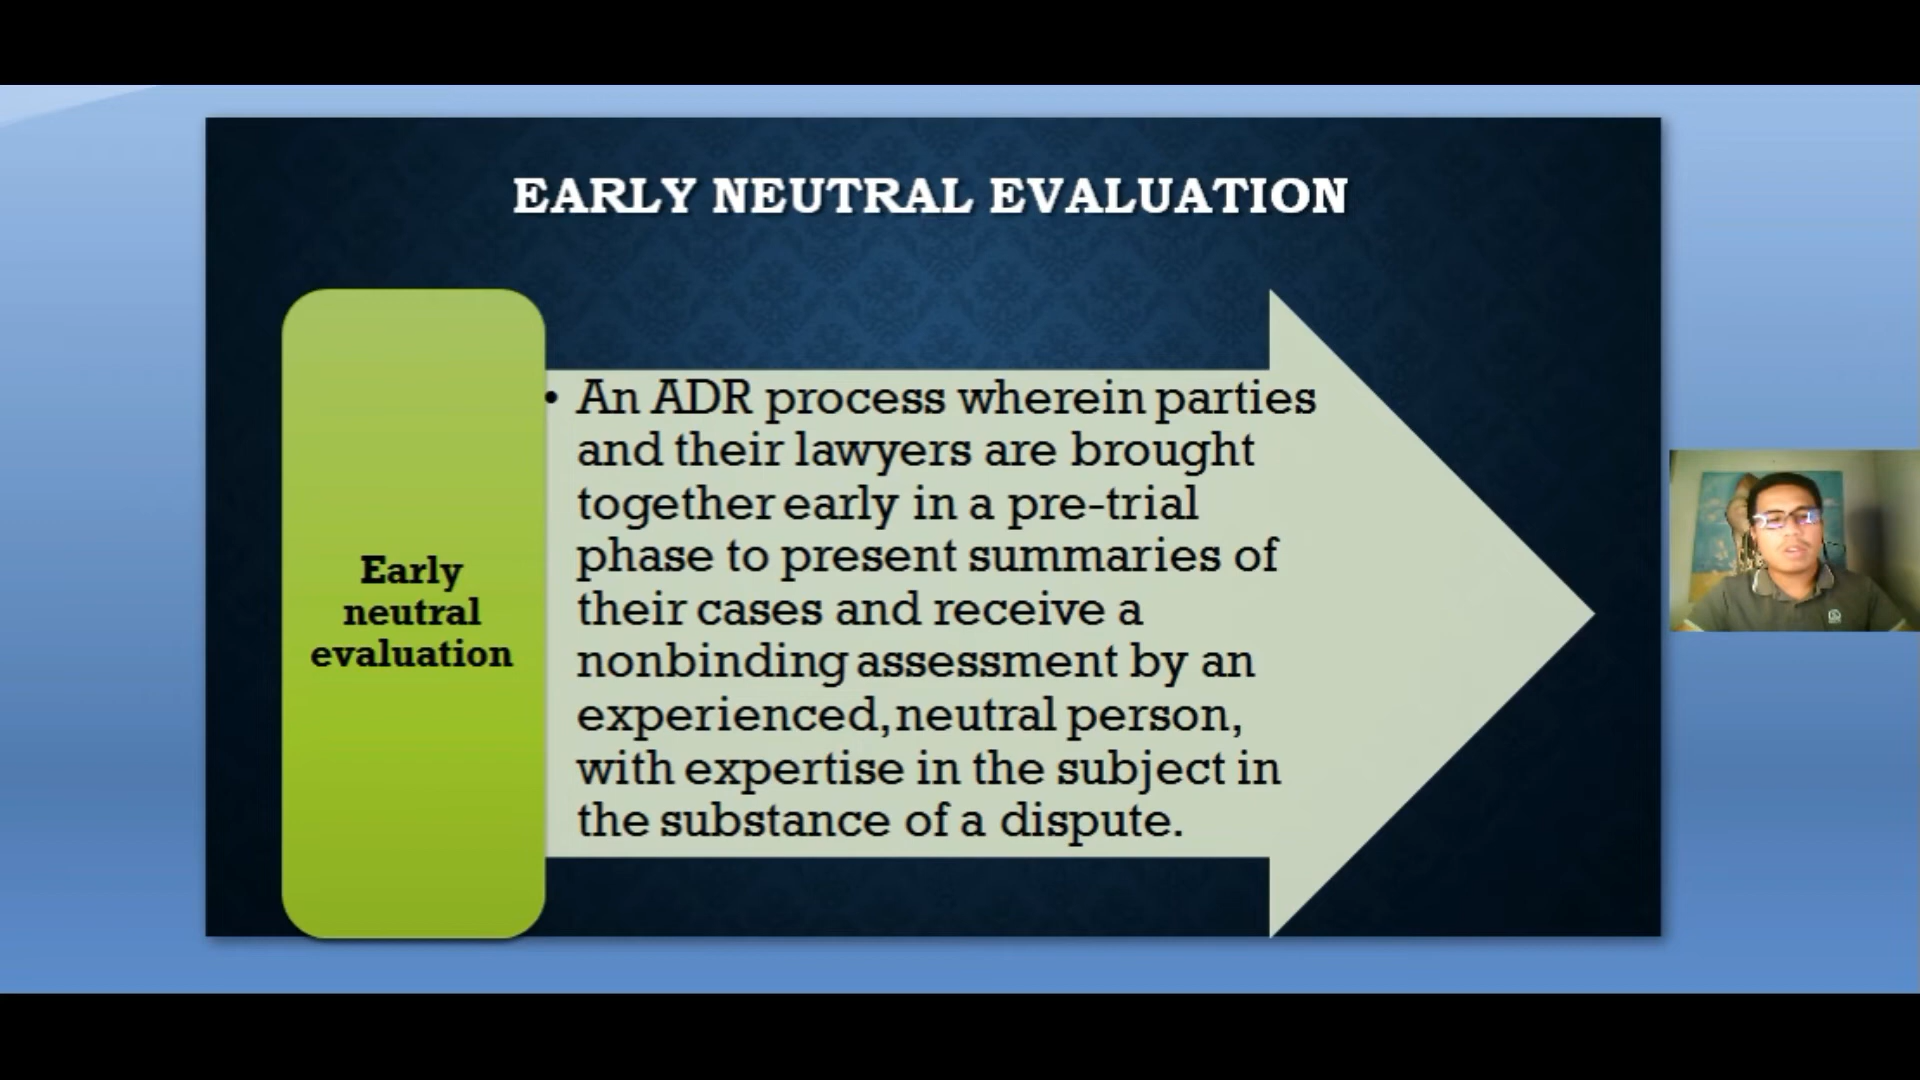 EARLY NEUTRAL EVALUATION
Early
neutral
evaluation
• An ADR process wherein parties
and their lawyers are brought
together early in a pre-trial
phase to present summaries of
their cases and receive a
nonbinding assessment by an
experienced, neutral person,
with expertise in the subject in
the substance of a dispute.